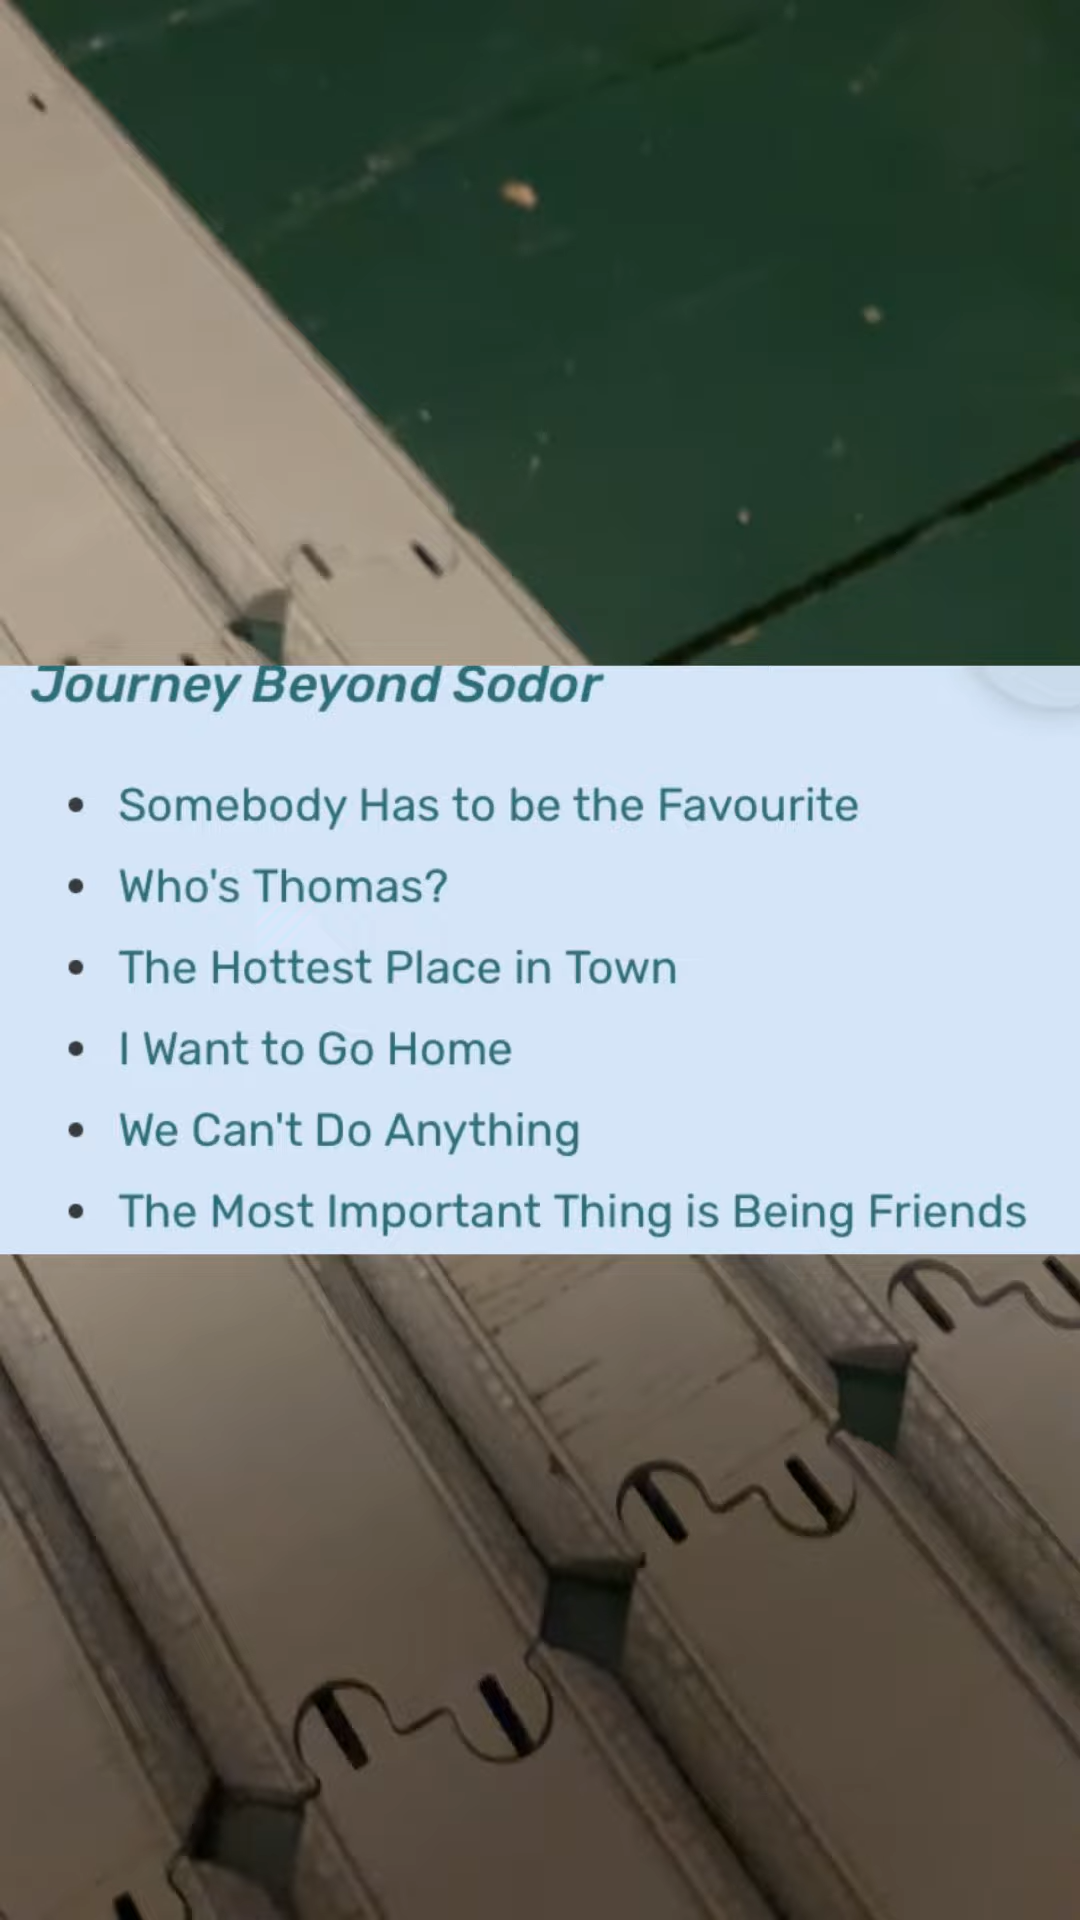 Journey Beyond Sodor
Somebody Has to be the Favourite
Who's Thomas?
The Hottest Place in Town
I Want to Go Home
We Can't Do Anything
The Most Important Thing is Being Friends